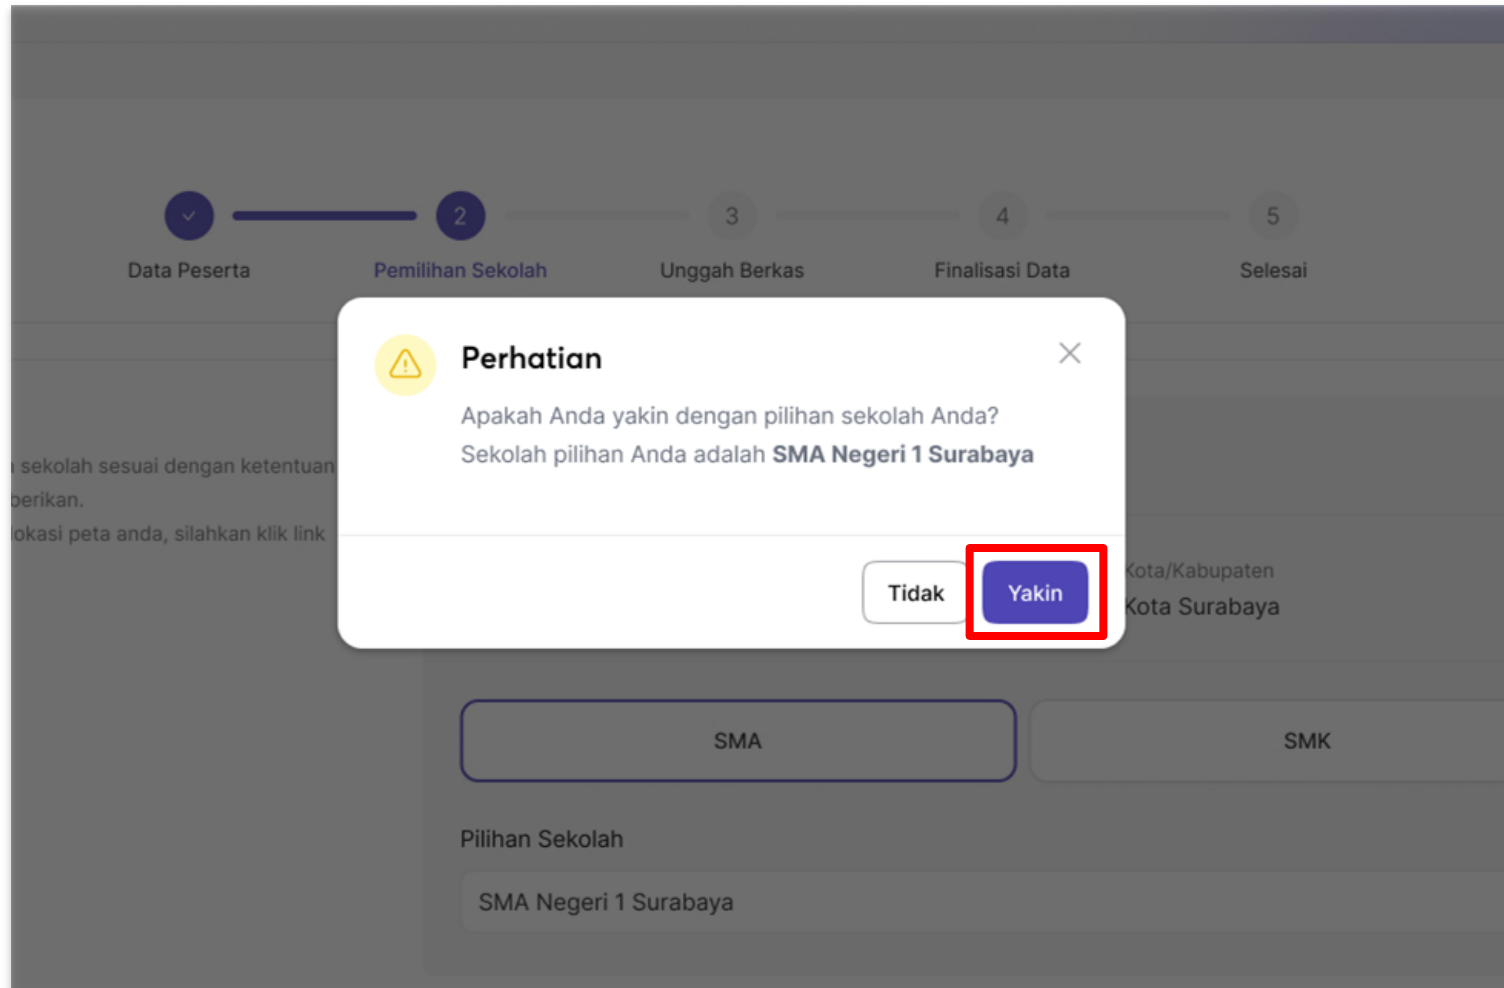 2
3
4
5
Data Peserta
Pemilihan Sekolah
Unggah Berkas
Finalisasi Data
Selesai
Perhatian
Apakah Anda yakin dengan pilihan sekolah Anda?
Sekolah pilihan Anda adalah SMA Negeri 1 Surabaya
sekolah sesuai dengan ketentuan
berikan.
lokasi peta anda, silahkan klik link
Tidak
Yakin
Kota/Kabupaten
Kota Surabaya
SMA
SMK
Pilihan Sekolah
SMA Negeri 1 Surabaya